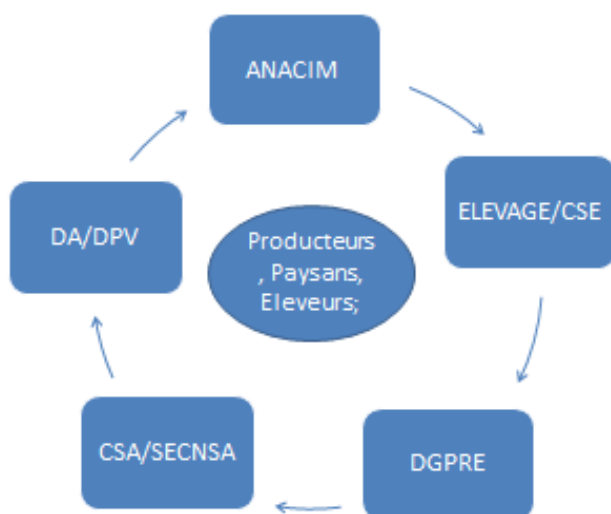 ANACIM
ELEVAGE/CSE
DGPRE
CSA/SECNSA
DA/DPV
Producteurs
, Paysans,
Eleveurs;